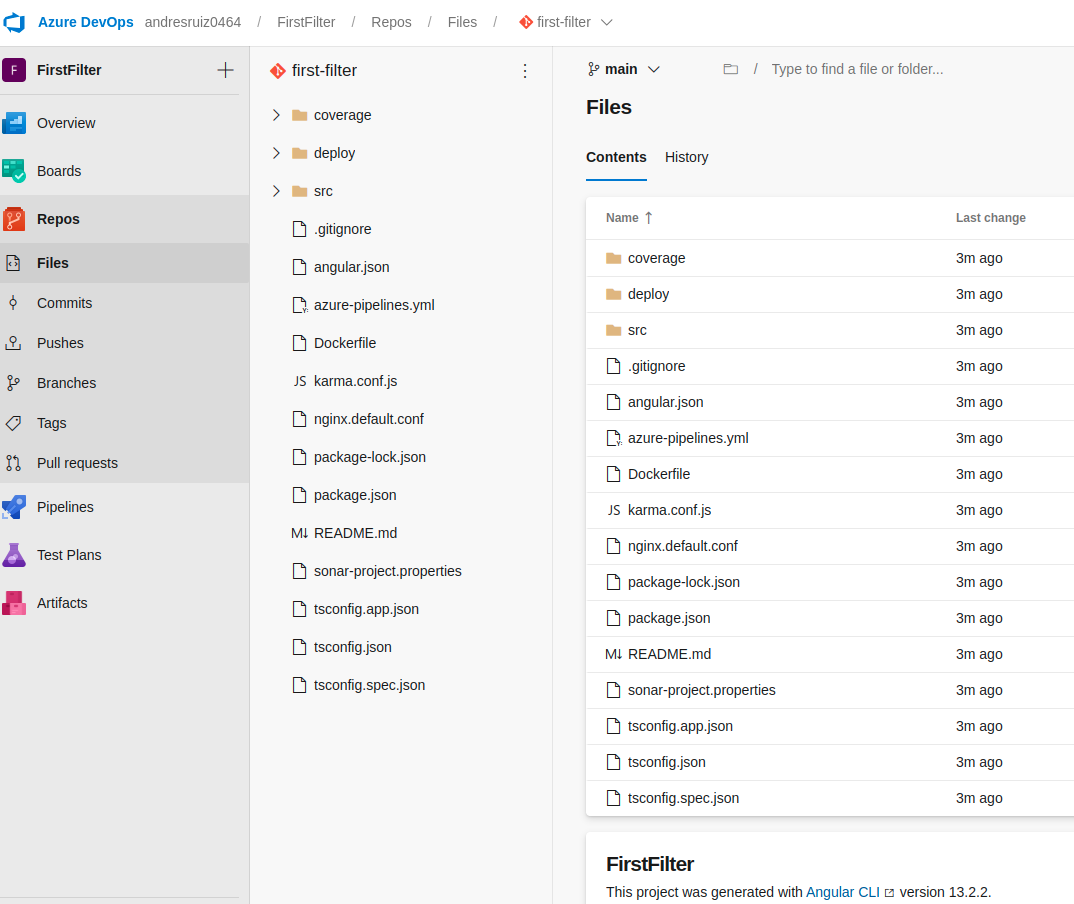 Azure DevOps andresruiz0464 / FirstFilter / Repos / Files / first-filter
F FirstFilter
Overview
Boards
Repos
Files
Commits
Pushes
Branches
Tags
Pull requests
Pipelines
Test Plans
Artifacts
first-filter
coverage
deploy
src
.gitignore
angular.json
azure-pipelines.yml
Dockerfile
JS karma.conf.js
nginx.default.conf
package-lock.json
package.json
M↓ README.md
sonar-project.properties
tsconfig.app.json
tsconfig.json
tsconfig.spec.json
main / Type to find a file or folder...
Files
Contents History
Name ↑ Last change
coverage 3m ago
deploy 3m ago
src 3m ago
.gitignore 3m ago
angular.json 3m ago
azure-pipelines.yml 3m ago
Dockerfile 3m ago
JS karma.conf.js 3m ago
nginx.default.conf 3m ago
package-lock.json 3m ago
package.json 3m ago
M↓ README.md 3m ago
sonar-project.properties 3m ago
tsconfig.app.json 3m ago
tsconfig.json 3m ago
tsconfig.spec.json 3m ago
FirstFilter
This project was generated with Angular CLI version 13.2.2.